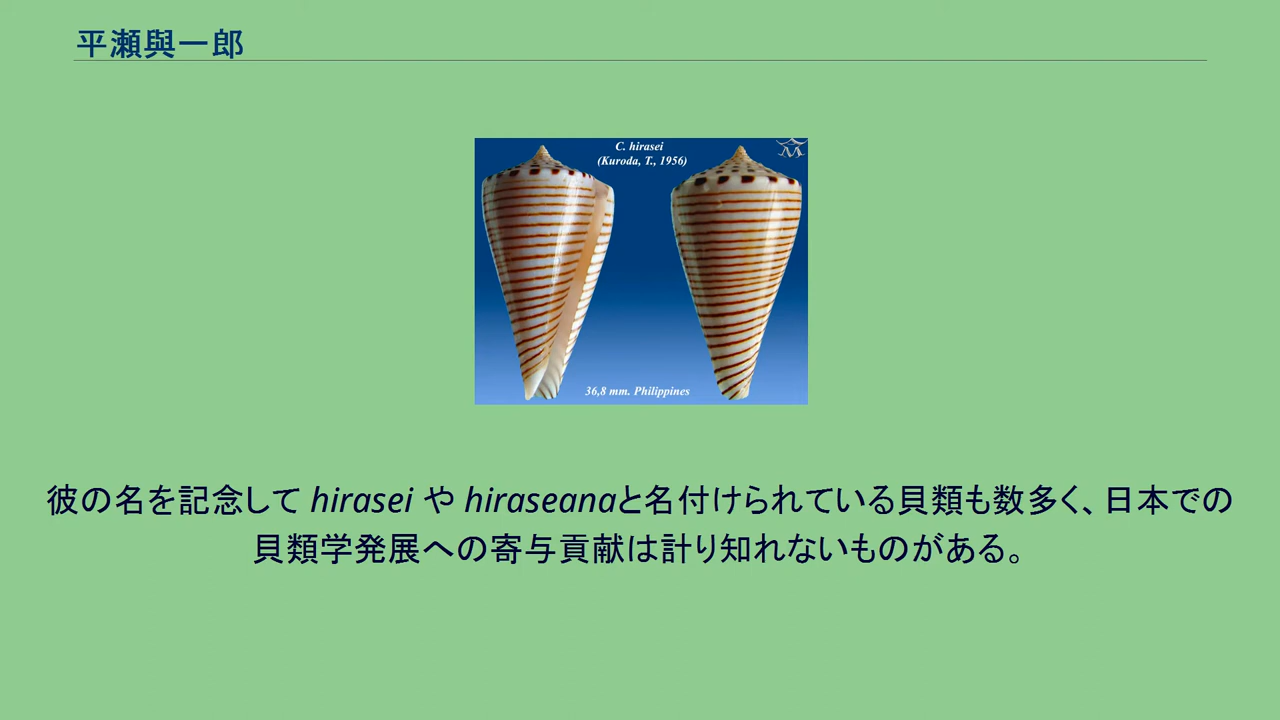 平瀬與一郎
C. hirasei
(Kuroda, T., 1956)
36,8 mm. Philippines
彼の名を記念して hirasei や hiraseanaと名付けられている貝類も数多く、日本での
貝類学発展への寄与貢献は計り知れないものがある。